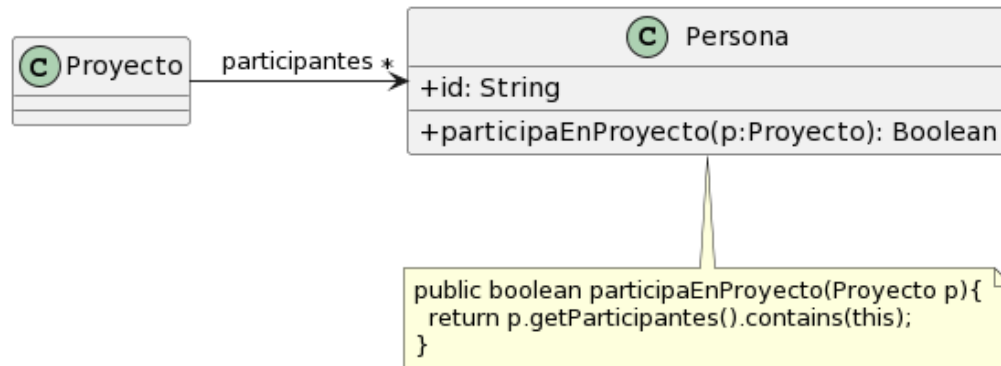 C Proyecto
participantes *
C Persona
+id: String
+participaEnProyecto(p:Proyecto): Boolean
public boolean participaEnProyecto(Proyecto p){
return p.getParticipantes().contains(this);
}